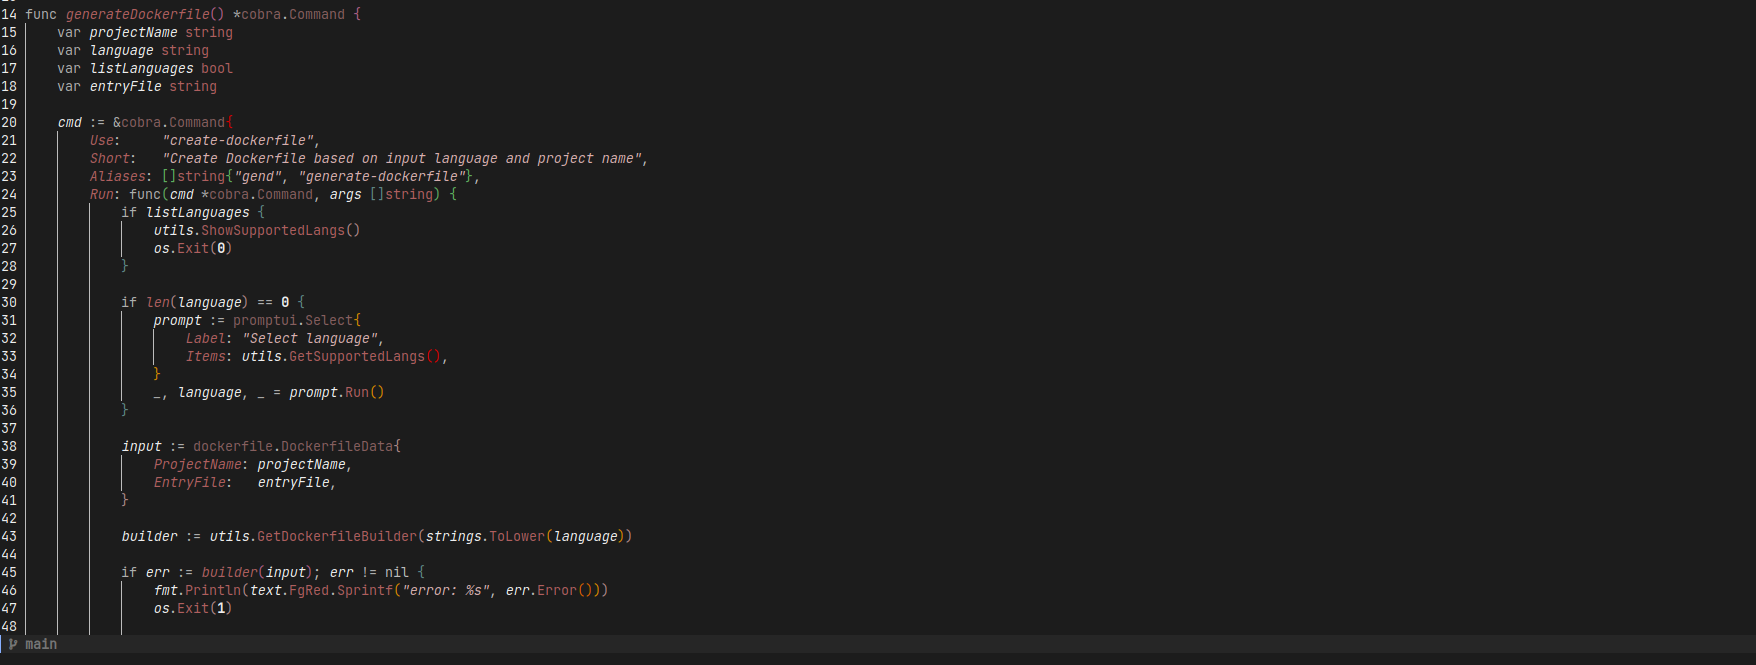 14 func generateDockerfile() *cobra.Command {
15     var projectName string
16     var language string
17     var listLanguages bool
18     var entryFile string
19
20     cmd := &cobra.Command{
21         Use:     "create-dockerfile",
22         Short:   "Create Dockerfile based on input language and project name",
23         Aliases: []string{"gend", "generate-dockerfile"},
24         Run: func(cmd *cobra.Command, args []string) {
25             if listLanguages {
26                 utils.ShowSupportedLangs()
27                 os.Exit(0)
28             }
29
30             if len(language) == 0 {
31                 prompt := promptui.Select{
32                     Label: "Select language",
33                     Items: utils.GetSupportedLangs(),
34                 }
35                 _, language, _ = prompt.Run()
36             }
37
38             input := dockerfile.DockerfileData{
39                 ProjectName: projectName,
40                 EntryFile:   entryFile,
41             }
42
43             builder := utils.GetDockerfileBuilder(strings.ToLower(language))
44
45             if err := builder(input); err != nil {
46                 fmt.Println(text.FgRed.Sprintf("error: %s", err.Error()))
47                 os.Exit(1)
48
main